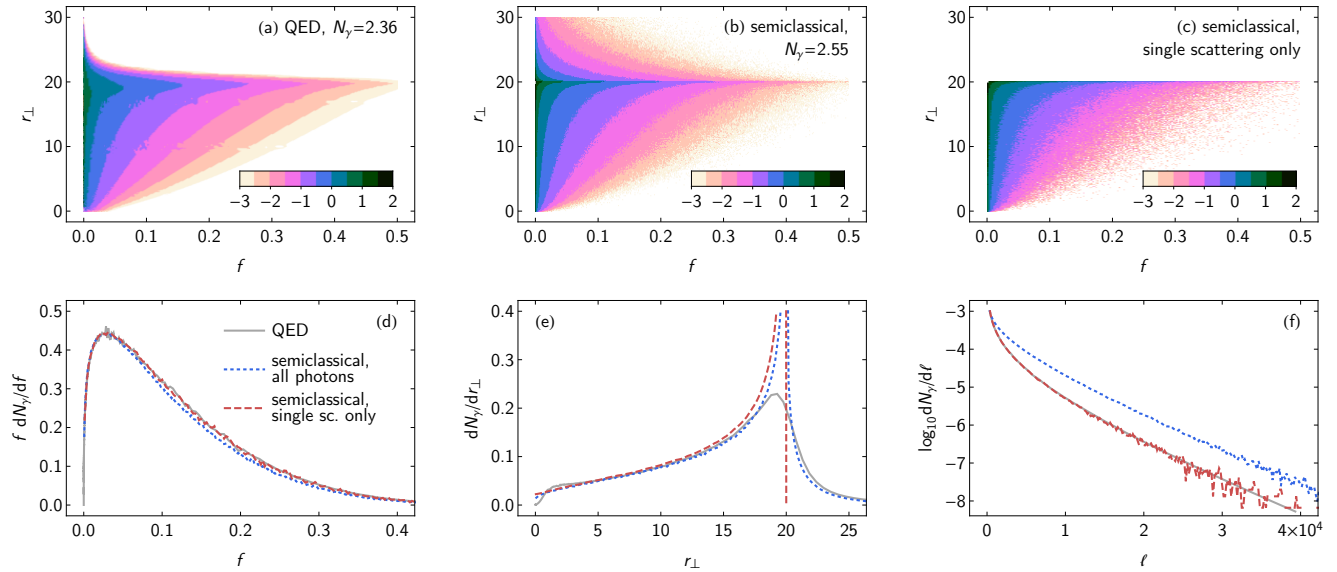 (a) QED, Nγ=2.36
30
20
10
0
r⊥
−3 −2 −1 0 1 2
0.0 0.1 0.2 0.3 0.4 0.5
f
(b) semiclassical,
Nγ=2.55
30
20
10
0
r⊥
−3 −2 −1 0 1 2
0.0 0.1 0.2 0.3 0.4 0.5
f
(c) semiclassical,
single scattering only
30
20
10
0
r⊥
−3 −2 −1 0 1 2
0.0 0.1 0.2 0.3 0.4 0.5
f
(d)
0.5
0.4
0.3
0.2
0.1
0.0
f dNγ/df
QED
semiclassical,
all photons
semiclassical,
single sc. only
0.0 0.1 0.2 0.3 0.4
f
(e)
0.4
0.3
0.2
0.1
0.0
dNγ/dr⊥
0 5 10 15 20 25
r⊥
(f)
−3
−4
−5
−6
−7
−8
log10dNγ/dℓ
0 1 2 3 4×10⁴
ℓ